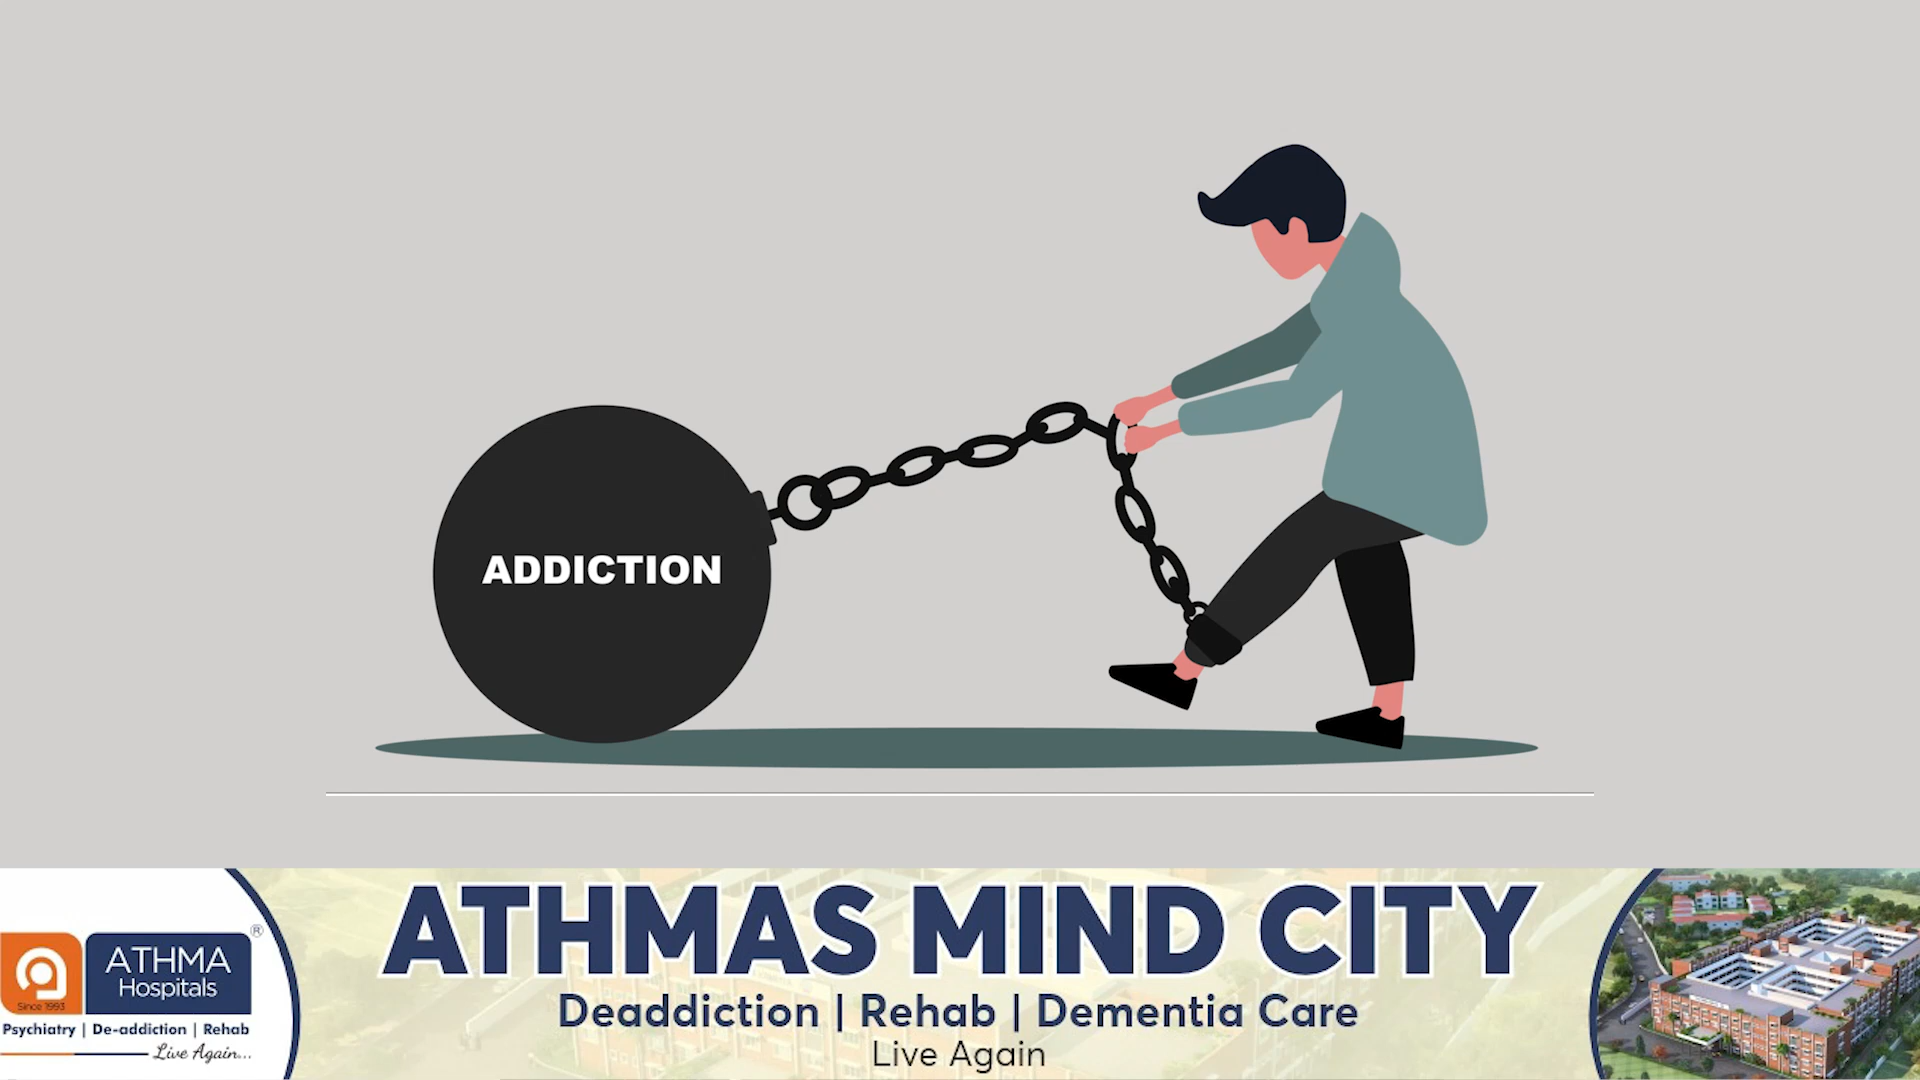 ADDICTION
ATHMAS MIND CITY
Deaddiction | Rehab | Dementia Care
Live Again
ATHMA ®
Hospitals
Since 1993
Psychiatry | De-addiction | Rehab
Live Again...